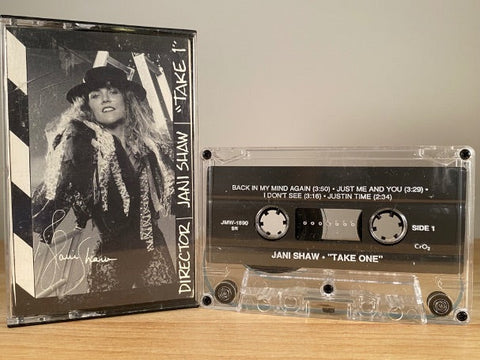 DIRECTOR | JANI SHAW | "TAKE 1"
Jani Shaw
BACK IN MY MIND AGAIN (3:50) • JUST ME AND YOU (3:29) •
I DON'T SEE (3:16) • JUSTIN TIME (2:34)
JMW-1890
SR
SIDE 1
CrO₂
JANI SHAW • "TAKE ONE"